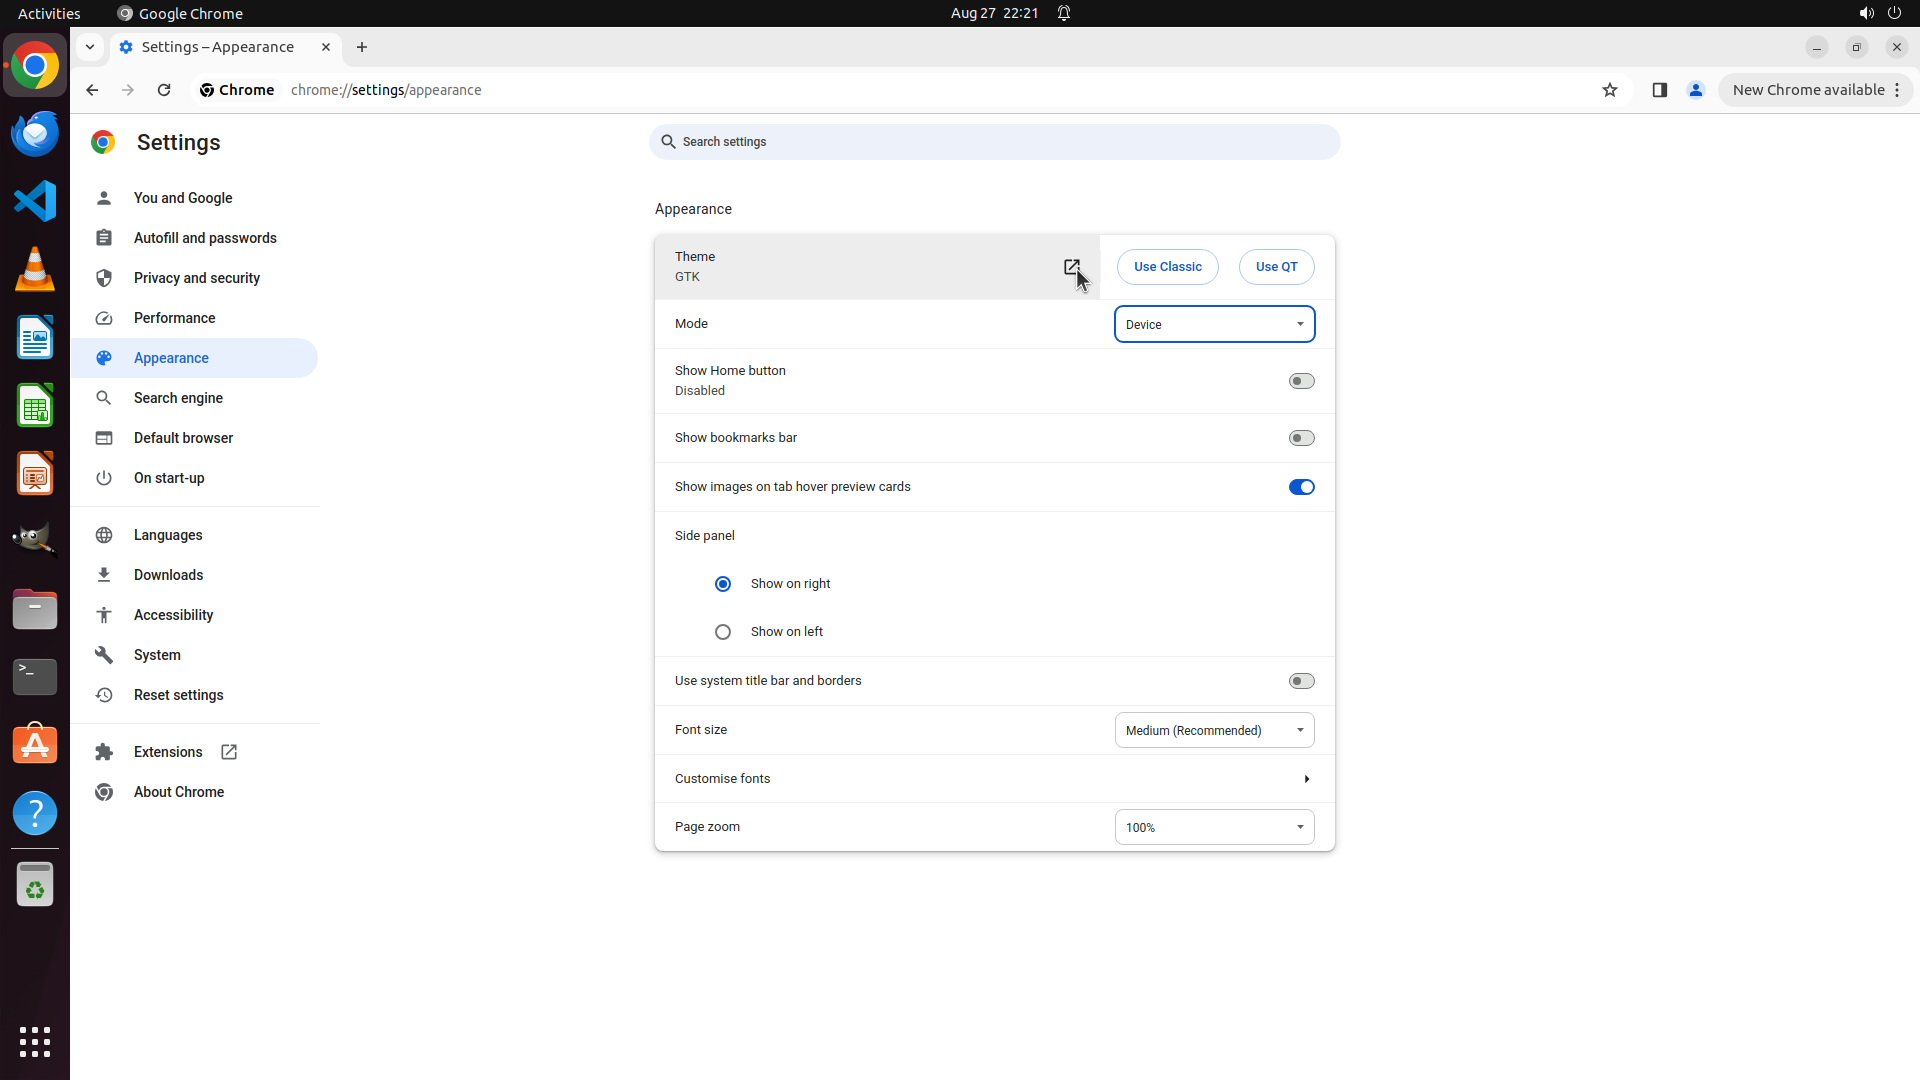 Activities
Google Chrome
Aug 27 22:21
Settings – Appearance
Chrome
chrome://settings/appearance
New Chrome available
Settings
Search settings
You and Google
Autofill and passwords
Privacy and security
Performance
Appearance
Search engine
Default browser
On start-up
Languages
Downloads
Accessibility
System
Reset settings
Extensions
About Chrome
Appearance
Theme
GTK
Use Classic
Use QT
Mode
Device
Show Home button
Disabled
Show bookmarks bar
Show images on tab hover preview cards
Side panel
Show on right
Show on left
Use system title bar and borders
Font size
Medium (Recommended)
Customise fonts
Page zoom
100%